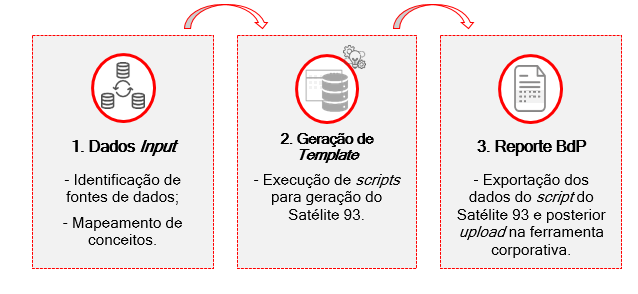 1. Dados Input
- Identificação de
fontes de dados;
- Mapeamento de
conceitos.
2. Geração de
Template
- Execução de scripts
para geração do
Satélite 93.
3. Reporte BdP
- Exportação dos
dados do script do
Satélite 93 e posterior
upload na ferramenta
corporativa.